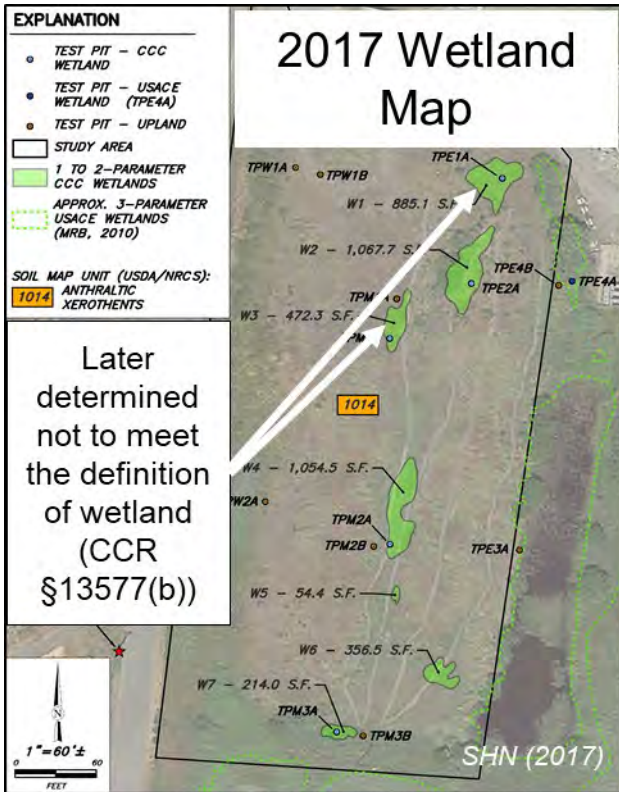 EXPLANATION
TEST PIT – CCC
WETLAND
TEST PIT – USACE
WETLAND (TPE4A)
TEST PIT – UPLAND
STUDY AREA
1 TO 2–PARAMETER
CCC WETLANDS
APPROX. 3–PARAMETER
USACE WETLANDS
(MRB, 2010)
SOIL MAP UNIT (USDA/NRCS):
1014 ANTHRALTIC
XEROTHENTS
2017 Wetland
Map
TPE1A
TPW1A
TPW1B
W1 – 885.1 S.F.
W2 – 1,067.7
TPE4B
TPE4A
TPE2A
W3 – 472.3 S.F.
Later
determined
not to meet
the definition
of wetland
(CCR
§13577(b))
1014
W4 – 1,054.5 S.F.
TPM2A
TPM2B
TPE3A
W5 – 54.4 S.F.
W6 – 356.5 S.F.
W7 – 214.0 S.F.
TPM3A
TPM3B
N
1"=60'±
0 60
FEET
SHN (2017)